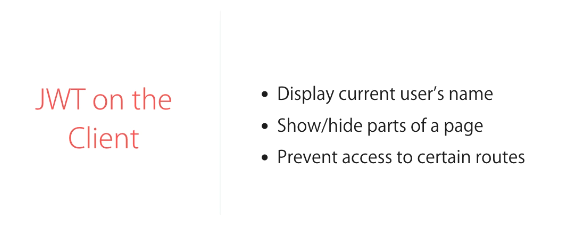 JWT on the
Client
• Display current user's name
• Show/hide parts of a page
• Prevent access to certain routes